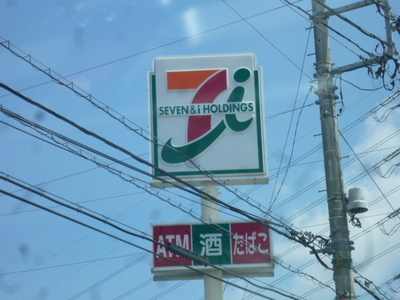 SEVEN & i HOLDINGS
ATM 酒 たばこ